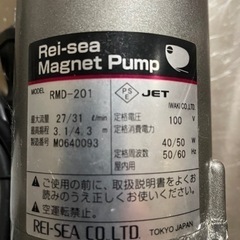 Rei-sea
Magnet Pump
MODEL RMD-201
PS E JET
IWAKI CO.,LTD.
最大流量 27/31 ℓ/min 定格電圧 100 V
最高揚程 3.1/4.3 m 定格消費電力 40/50 W
製造番号 M0640093 定格周波数 50/60 Hz
屋内用
ご使用の前に、取扱説明書をよく
お読みのうえ正しくお使いください。
空運転禁止。
REI-SEA CO.LTD. TOKYO JAPAN